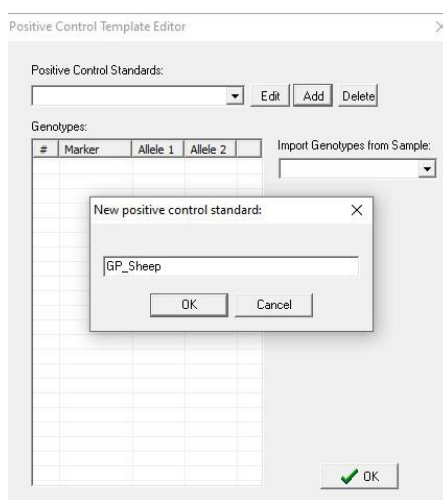 Positive Control Template Editor
Positive Control Standards:
Edit Add Delete
Genotypes:
# Marker Allele 1 Allele 2
Import Genotypes from Sample:
New positive control standard:
GP_Sheep
OK Cancel
OK